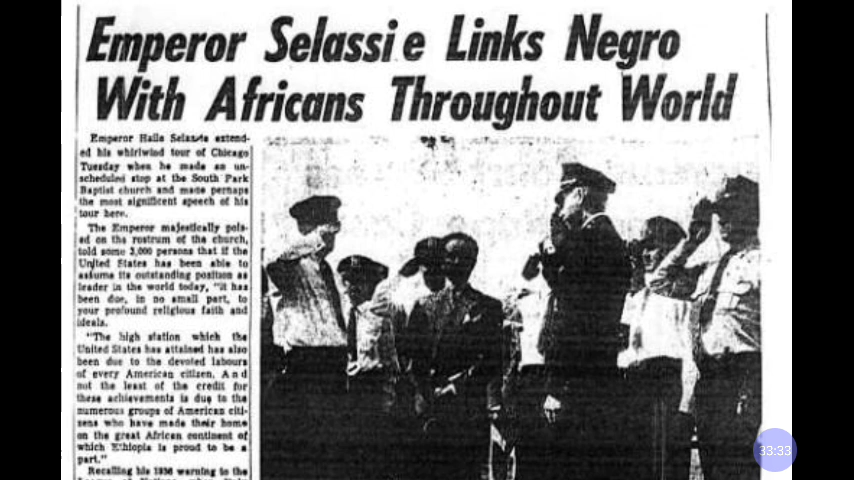 Emperor Selassie Links Negro
With Africans Throughout World
Emperor Haile Selassie extend-
ed his whirlwind tour of Chicago
Tuesday when he made an un-
scheduled stop at the South Park
Baptist church and made perhaps
the most significant speech of his
tour here.
The Emperor majestically pois-
ed on the rostrum of the church,
told some 3,000 persons that if the
United States has been able to
assume its outstanding position as
leader in the world today, "it has
been due, in no small part, to
your profound religious faith and
ideals.
"The high station which the
United States has attained has also
been due to the devoted labours
of every American citizen. And
not the least of the credit for
these achievements is due to the
numerous groups of American citi-
zens who have made their home
on the great African continent of
which Ethiopia is proud to be a
part."
Recalling his 1936 warning to the
33:33